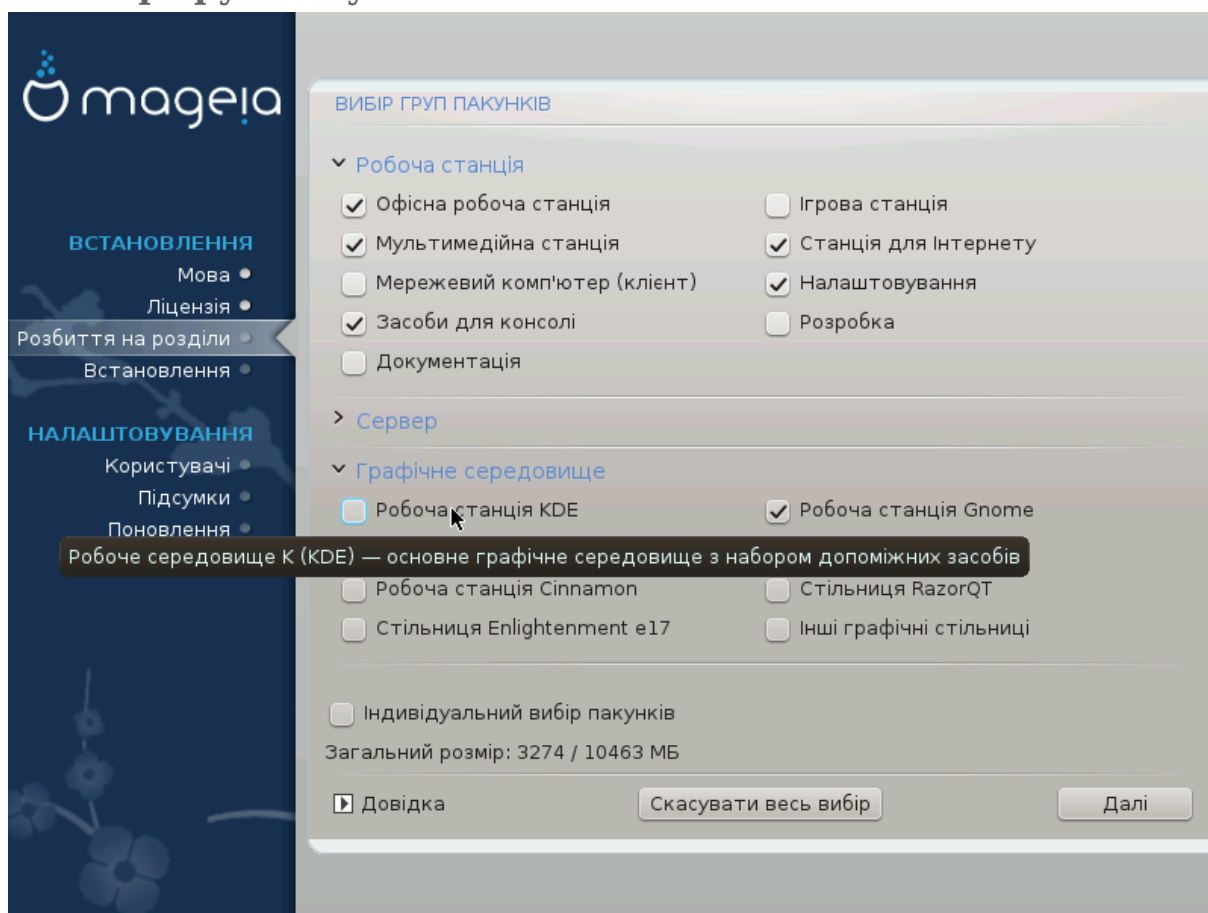 mageia
ВСТАНОВЛЕННЯ
Мова
Ліцензія
Розбиття на розділи
Встановлення
НАЛАШТОВУВАННЯ
Користувачі
Підсумки
Поновлення
ВИБІР ГРУП ПАКУНКІВ
Робоча станція
Офісна робоча станція
Ігрова станція
Мультимедійна станція
Станція для Інтернету
Мережевий комп'ютер (клієнт)
Налаштовування
Засоби для консолі
Розробка
Документація
Сервер
Графічне середовище
Робоча станція KDE
Робоча станція Gnome
Робоче середовище K (KDE) — основне графічне середовище з набором допоміжних засобів
Робоча станція Cinnamon
Стільниця RazorQT
Стільниця Enlightenment e17
Інші графічні стільниці
Індивідуальний вибір пакунків
Загальний розмір: 3274 / 10463 МБ
Довідка
Скасувати весь вибір
Далі